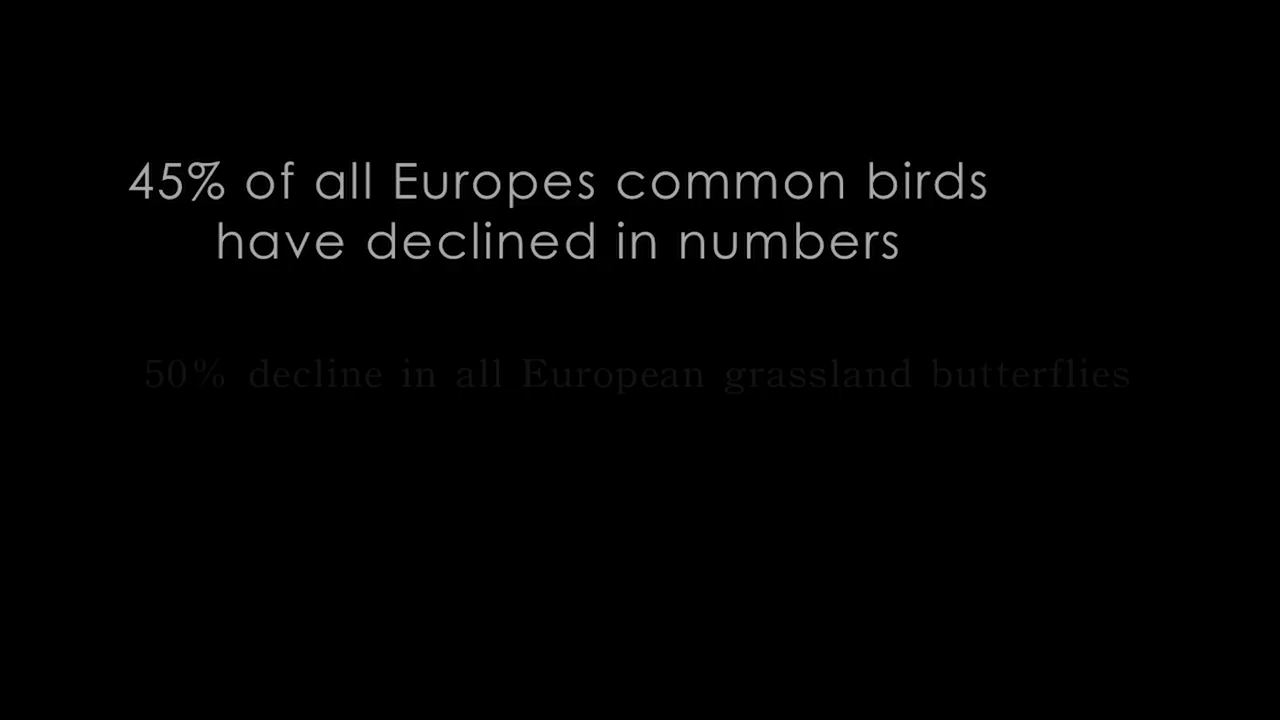 45% of all Europes common birds
have declined in numbers
50% decline in all European grassland butterflies